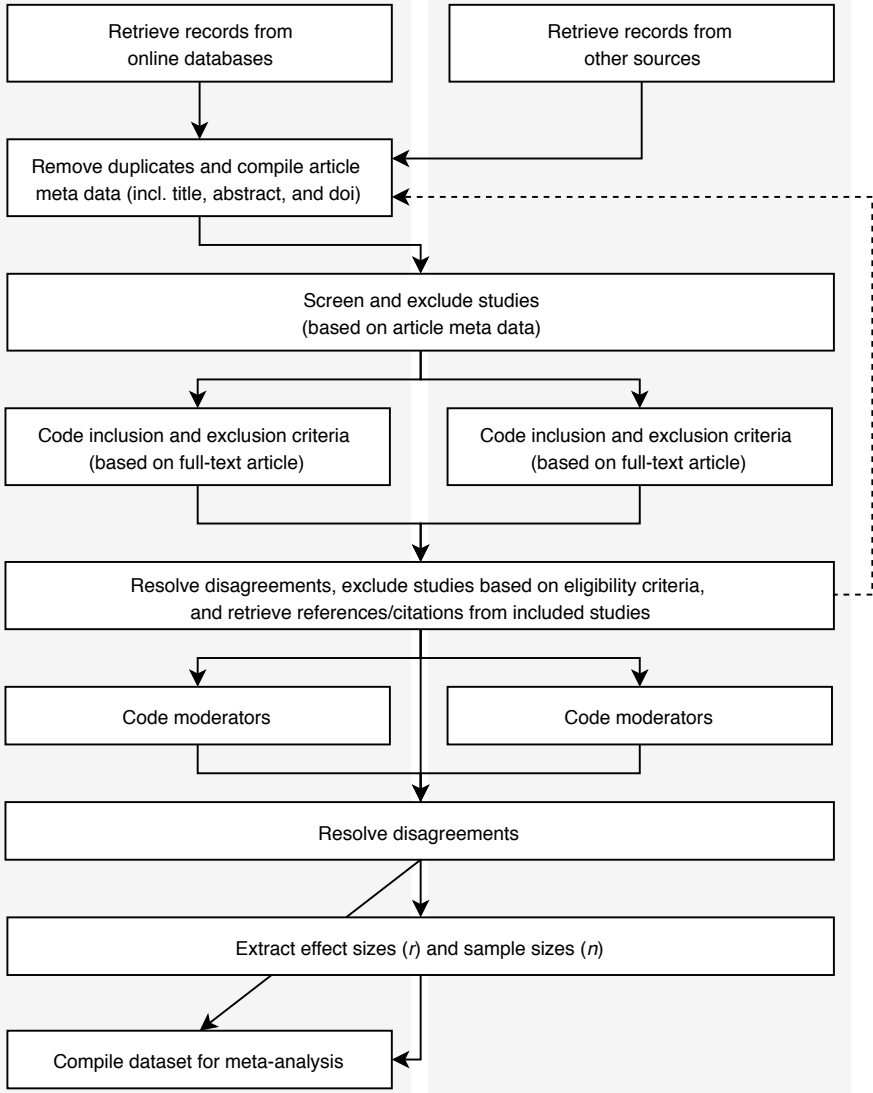 Retrieve records from
online databases
Retrieve records from
other sources
Remove duplicates and compile article
meta data (incl. title, abstract, and doi)
Screen and exclude studies
(based on article meta data)
Code inclusion and exclusion criteria
(based on full-text article)
Code inclusion and exclusion criteria
(based on full-text article)
Resolve disagreements, exclude studies based on eligibility criteria,
and retrieve references/citations from included studies
Code moderators
Code moderators
Resolve disagreements
Extract effect sizes (r) and sample sizes (n)
Compile dataset for meta-analysis